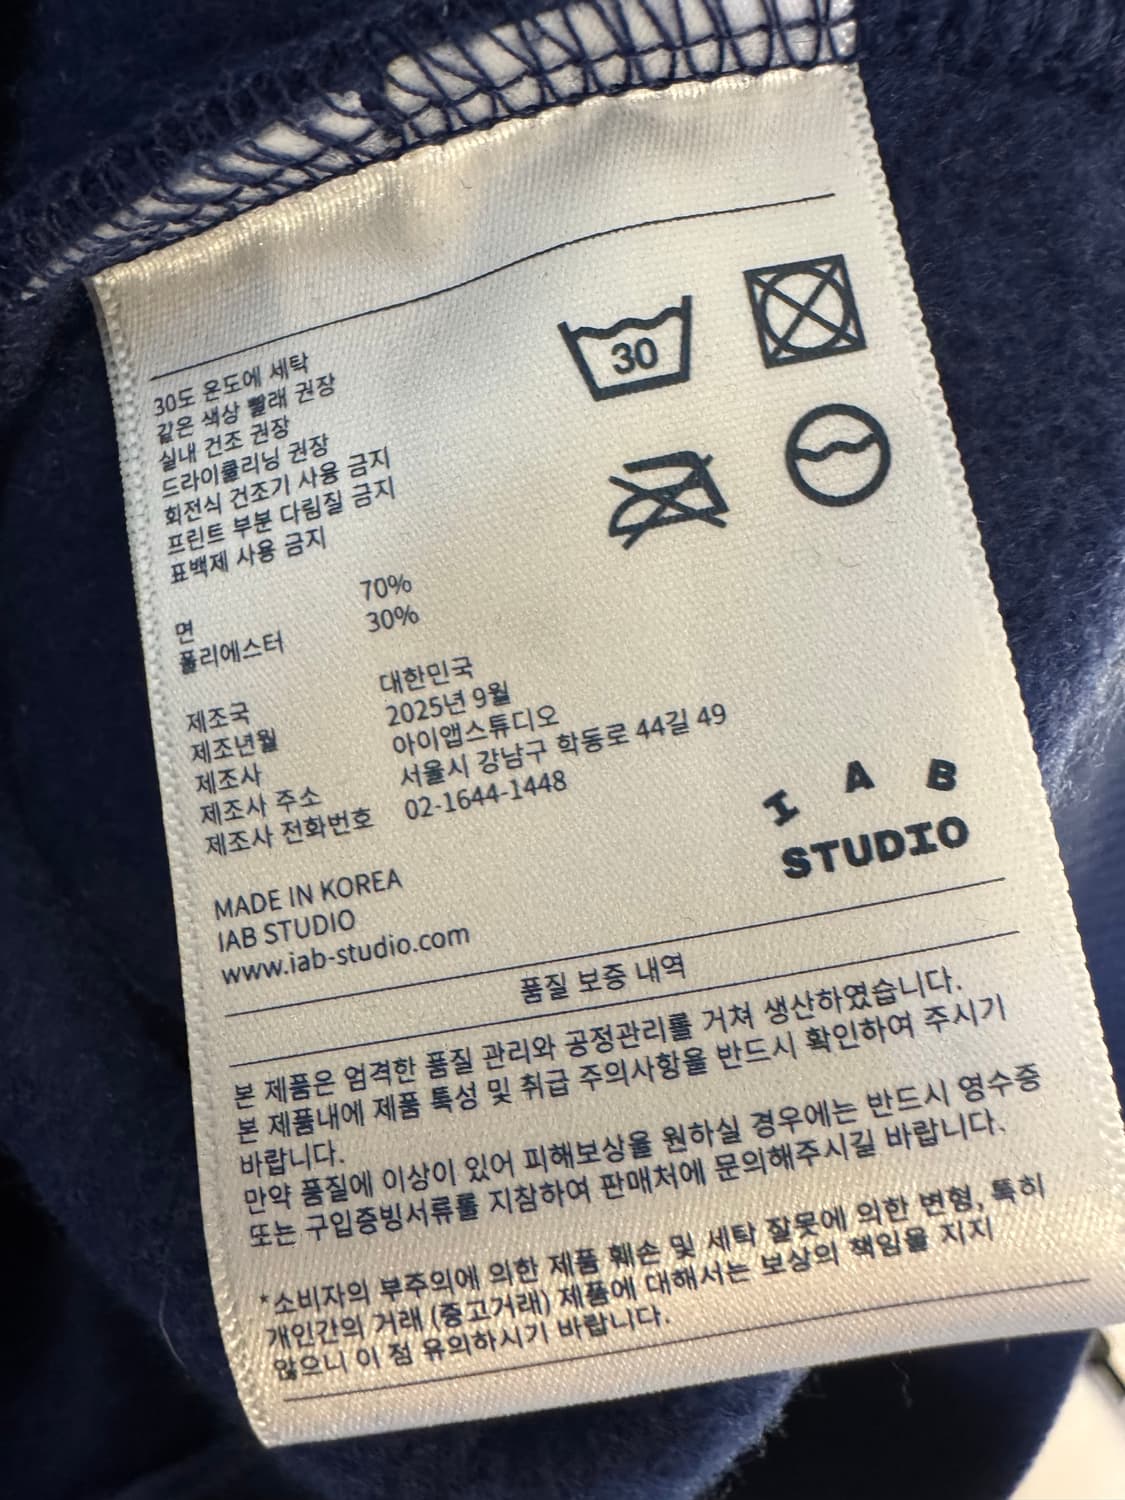 30도 온도에 세탁
같은 색상 빨래 권장
실내 건조 권장
드라이클리닝 권장
회전식 건조기 사용 금지
프린트 부분 다림질 금지
표백제 사용 금지
30
면 70%
폴리에스터 30%
제조국 대한민국
제조년월 2025년 9월
제조사 아이앱스튜디오
제조사 주소 서울시 강남구 학동로 44길 49
제조사 전화번호 02-1644-1448
I A B
STUDIO
MADE IN KOREA
IAB STUDIO
www.iab-studio.com
품질 보증 내역
본 제품은 엄격한 품질 관리와 공정관리를 거쳐 생산하였습니다.
본 제품내에 제품 특성 및 취급 주의사항을 반드시 확인하여 주시기
바랍니다.
만약 품질에 이상이 있어 피해보상을 원하실 경우에는 반드시 영수증
또는 구입증빙서류를 지참하여 판매처에 문의해주시길 바랍니다.
*소비자의 부주의에 의한 제품 훼손 및 세탁 잘못에 의한 변형, 특히
개인간의 거래 (중고거래) 제품에 대해서는 보상의 책임을 지지
않으니 이 점 유의하시기 바랍니다.